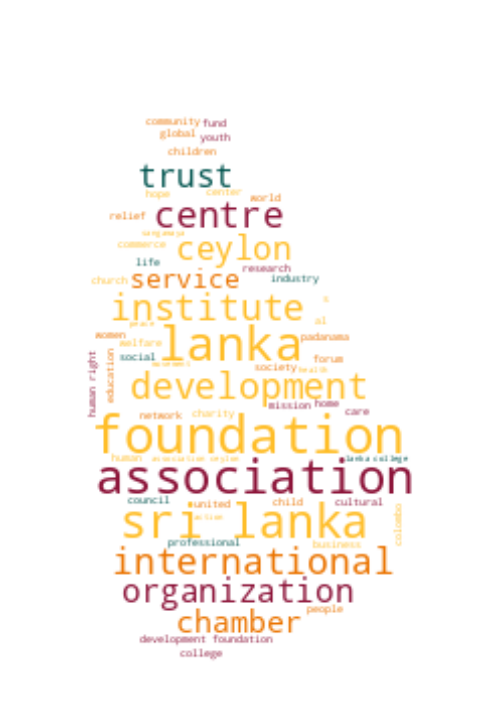 community fund
global youth
children
trust
hope center world
relief centre
sangamaya
commerce ceylon
life research
church service industry
institute s
peace al
women lanka padanama
welfare
social forum
human right education society health
development
mission home
network charity care
foundation
human association ceylon lanka college
association
council united child cultural
sri lanka colombo
action
professional business
international
organization
people
chamber
development foundation
college